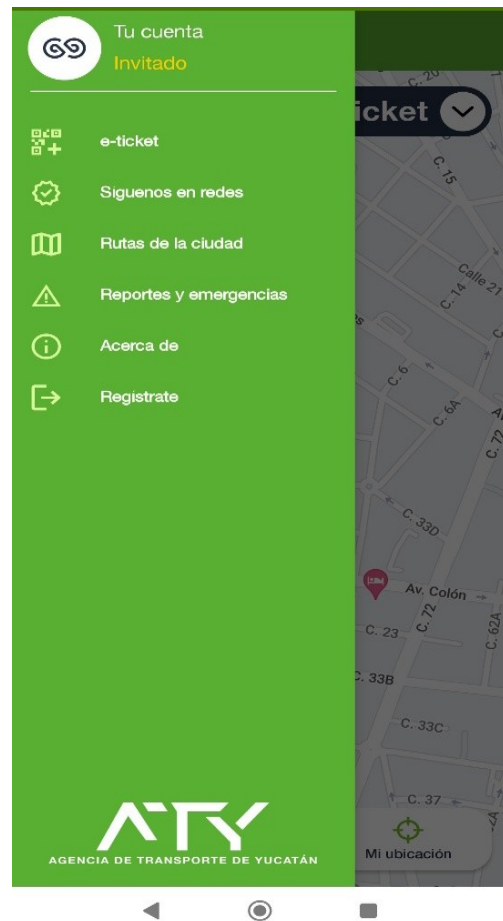 Tu cuenta
Invitado
e-ticket
Siguenos en redes
Rutas de la ciudad
Reportes y emergencias
Acerca de
Registrate
ATY
AGENCIA DE TRANSPORTE DE YUCATÁN
icket
C. 20
C. 15
Calle 21
C. 14
C. 6
C. 6A
C. 72
C. 33D
Av. Colón
C. 23
C. 72
C. 62A
C. 33B
C. 33C
C. 37
Mi ubicación